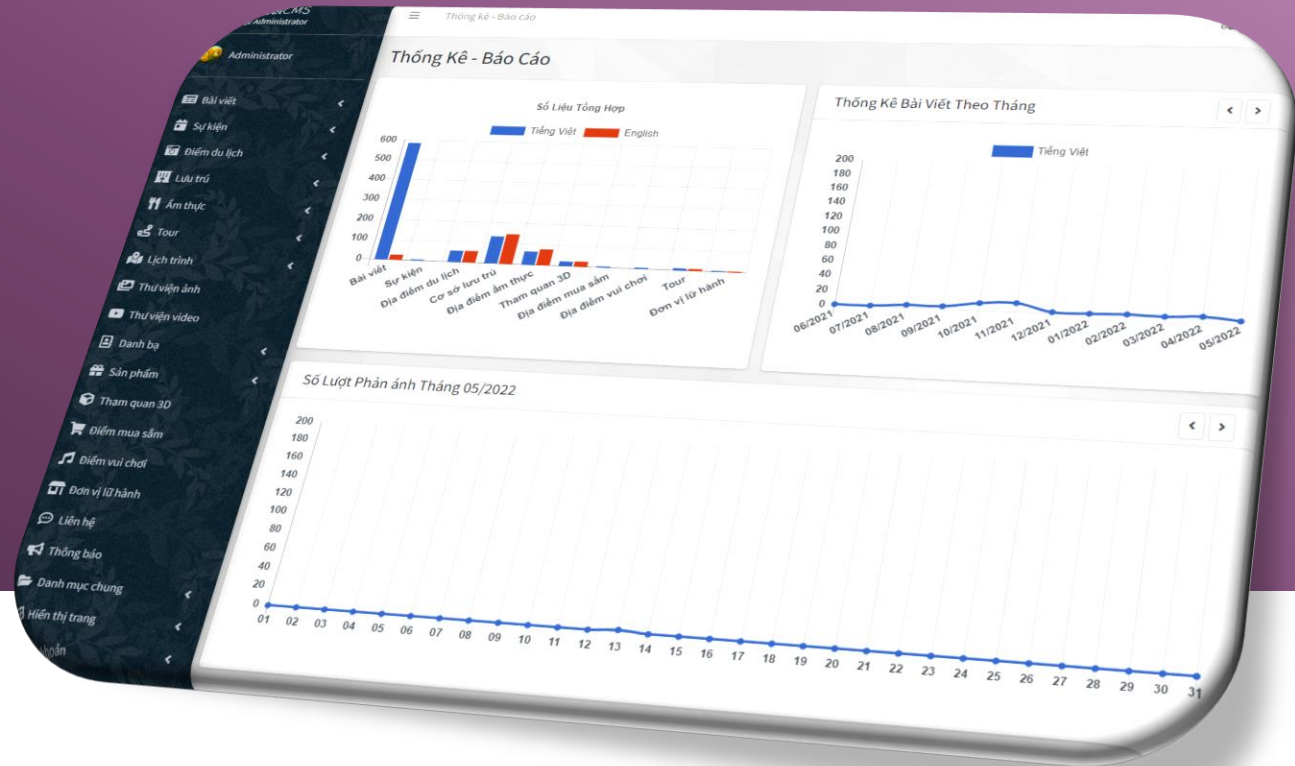 Administrator
Administrator
Bài viết
Sự kiện
Điểm du lịch
Lưu trú
Ẩm thực
Tour
Lịch trình
Thư viện ảnh
Thư viện video
Danh bạ
Sản phẩm
Tham quan 3D
Điểm mua sắm
Điểm vui chơi
Đơn vị lữ hành
Liên hệ
Thông báo
Danh mục chung
Hiển thị trang
Thống kê - Báo cáo
Thống Kê - Báo Cáo
Số Liệu Tổng Hợp
Tiếng Việt English
600
500
400
300
200
100
0
Bài viết
Sự kiện
Địa điểm du lịch
Cơ sở lưu trú
Địa điểm ẩm thực
Tham quan 3D
Địa điểm mua sắm
Địa điểm vui chơi
Tour
Đơn vị lữ hành
Thống Kê Bài Viết Theo Tháng
Tiếng Việt
200
180
160
140
120
100
80
60
40
20
0
06/2021
07/2021
08/2021
09/2021
10/2021
11/2021
12/2021
01/2022
02/2022
03/2022
04/2022
05/2022
Số Lượt Phản ánh Tháng 05/2022
200
180
160
140
120
100
80
60
40
20
0
01 02 03 04 05 06 07 08 09 10 11 12 13 14 15 16 17 18 19 20 21 22 23 24 25 26 27 28 29 30 31